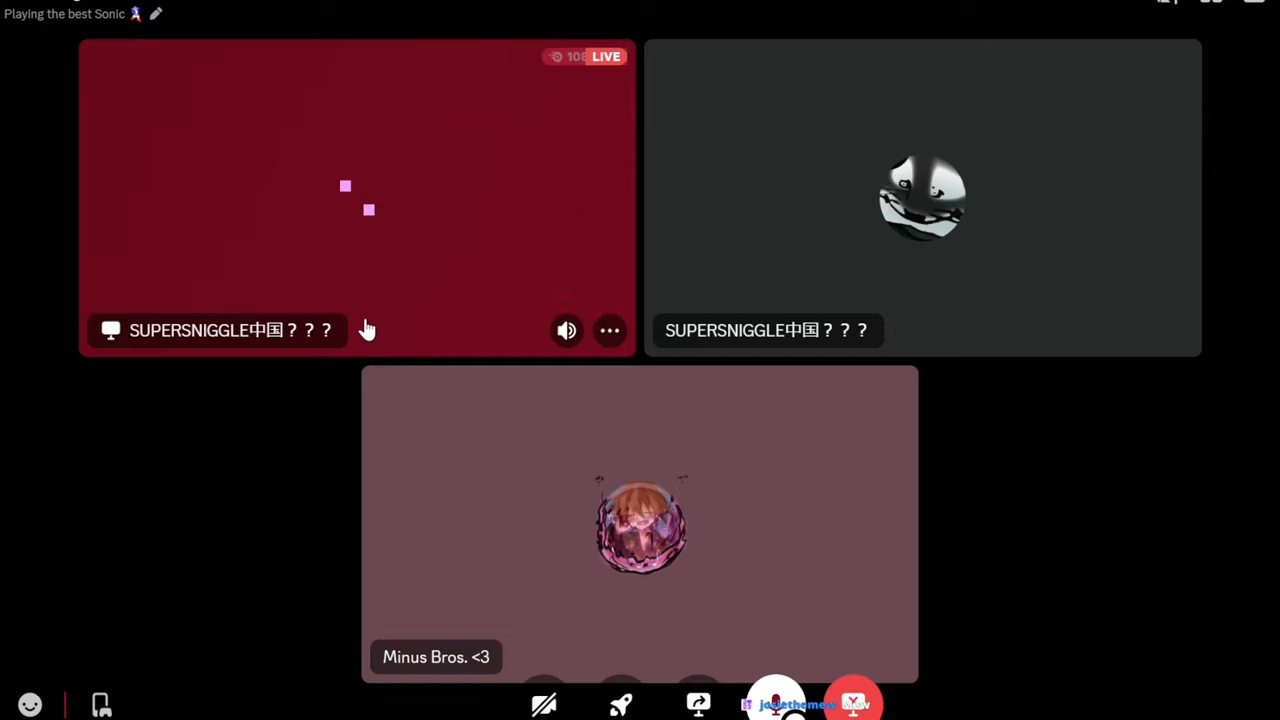 Playing the best Sonic
LIVE
SUPERSNIGGLE中国？？？
SUPERSNIGGLE中国？？？
Minus Bros. <3